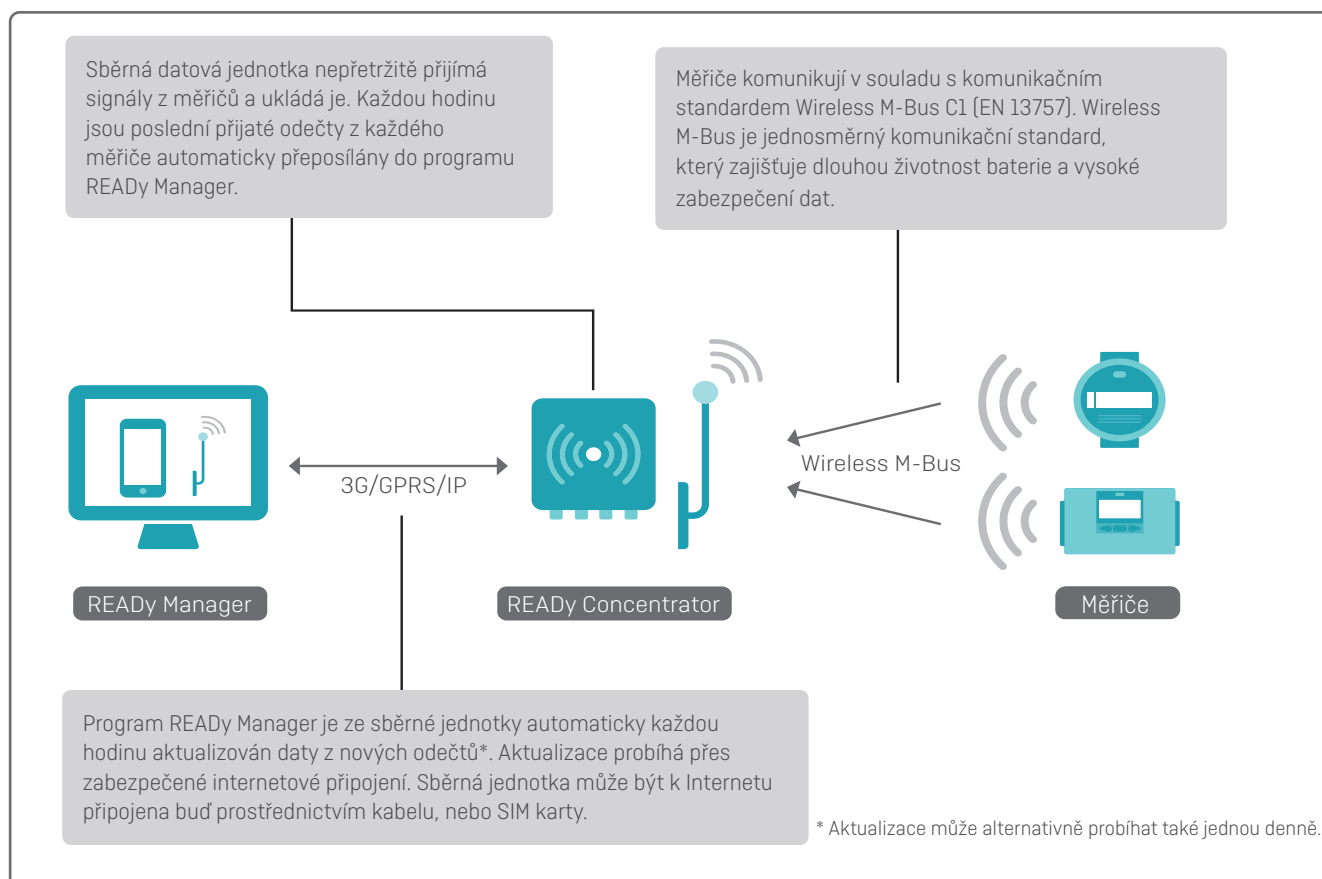 Sběrná datová jednotka nepřetržitě přijímá
signály z měřičů a ukládá je. Každou hodinu
jsou poslední přijaté odečty z každého
měřiče automaticky přeposílány do programu
READy Manager.
Měřiče komunikují v souladu s komunikačním
standardem Wireless M-Bus C1 (EN 13757). Wireless
M-Bus je jednosměrný komunikační standard,
který zajišťuje dlouhou životnost baterie a vysoké
zabezpečení dat.
3G/GPRS/IP
Wireless M-Bus
READy Manager
READy Concentrator
Měřiče
Program READy Manager je ze sběrné jednotky automaticky každou
hodinu aktualizován daty z nových odečtů*. Aktualizace probíhá přes
zabezpečené internetové připojení. Sběrná jednotka může být k Internetu
připojena buď prostřednictvím kabelu, nebo SIM karty.
* Aktualizace může alternativně probíhat také jednou denně.